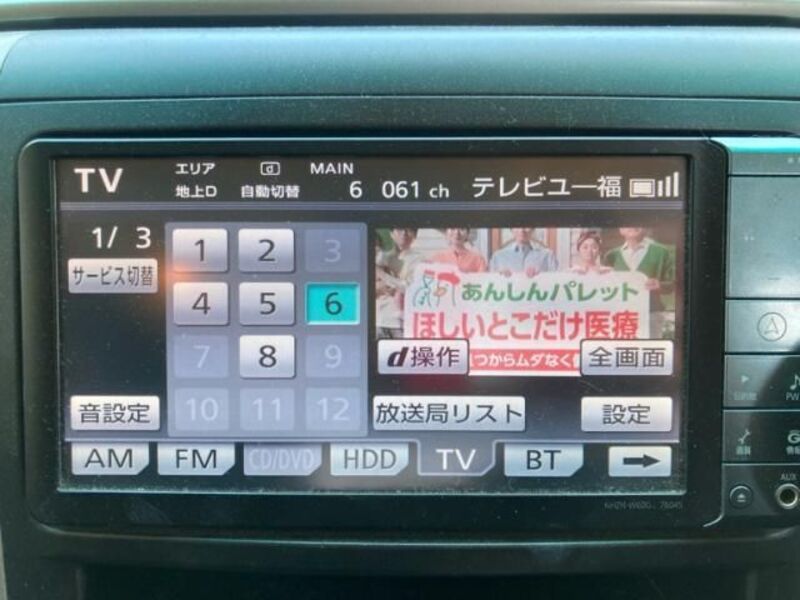 TV エリア 地上D d 自動切替 MAIN 6 061 ch テレビユー福
1/ 3
サービス切替
1 2 3
4 5 6
7 8 9
10 11 12
あんしんパレット
ほしいとこだけ医療
d操作 全画面
音設定 放送局リスト 設定
AM FM CD/DVD HDD TV BT
AUX